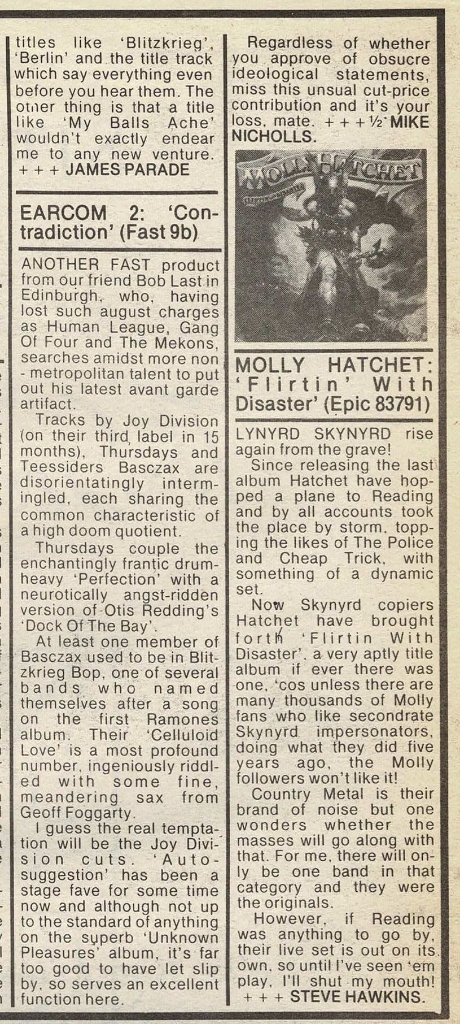 titles like 'Blitzkrieg',
'Berlin' and the title track
which say everything even
before you hear them. The
other thing is that a title
like 'My Balls Ache'
wouldn't exactly endear
me to any new venture.
+ + + JAMES PARADE
EARCOM 2: 'Con-
tradiction' (Fast 9b)
ANOTHER FAST product
from our friend Bob Last in
Edinburgh, who, having
lost such august charges
as Human League, Gang
Of Four and The Mekons,
searches amidst more non
- metropolitan talent to put
out his latest avant garde
artifact.
Tracks by Joy Division
(on their third label in 15
months), Thursdays and
Teessiders Basczax are
disorientatingly interm-
ingled, each sharing the
common characteristic of
a high doom quotient.
Thursdays couple the
enchantingly frantic drum-
heavy 'Perfection' with a
neurotically angst-ridden
version of Otis Redding's
'Dock Of The Bay'.
At least one member of
Basczax used to be in Blit-
zkrieg Bop, one of several
bands who named
themselves after a song
on the first Ramones
album. Their 'Celluloid
Love' is a most profound
number, ingeniously riddl-
ed with some fine,
meandering sax from
Geoff Foggarty.
I guess the real tempta-
tion will be the Joy Divi-
sion cuts. 'Auto-
suggestion' has been a
stage fave for some time
now and although not up
to the standard of anything
on the superb 'Unknown
Pleasures' album, it's far
too good to have let slip
by, so serves an excellent
function here.
Regardless of whether
you approve of obsucre
ideological statements,
miss this unsual cut-price
contribution and it's your
loss, mate. + + + ½ MIKE
NICHOLLS.
MOLLY HATCHET
MOLLY HATCHET:
'Flirtin' With
Disaster' (Epic 83791)
LYNYRD SKYNYRD rise
again from the grave!
Since releasing the last
album Hatchet have hop-
ped a plane to Reading
and by all accounts took
the place by storm, topp-
ing the likes of The Police
and Cheap Trick, with
something of a dynamic
set.
Now Skynyrd copiers
Hatchet have brought
forth 'Flirtin With
Disaster', a very aptly title
album if ever there was
one, 'cos unless there are
many thousands of Molly
fans who like secondrate
Skynyrd impersonators,
doing what they did five
years ago, the Molly
followers won't like it!
Country Metal is their
brand of noise but one
wonders whether the
masses will go along with
that. For me, there will on-
ly be one band in that
category and they were
the originals.
However, if Reading
was anything to go by,
their live set is out on its
own, so until I've seen 'em
play, I'll shut my mouth!
+ + + STEVE HAWKINS.